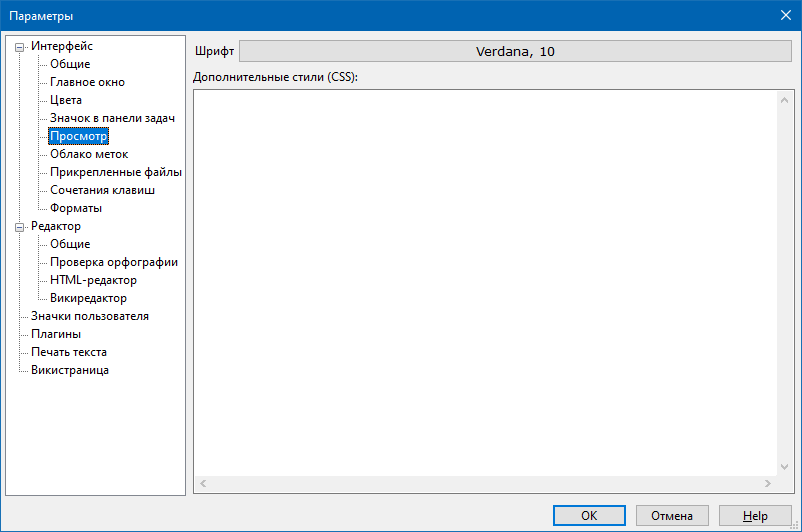 Параметры
Интерфейс
Общие
Главное окно
Цвета
Значок в панели задач
Просмотр
Облако меток
Прикрепленные файлы
Сочетания клавиш
Форматы
Редактор
Общие
Проверка орфографии
HTML-редактор
Викиредактор
Значки пользователя
Плагины
Печать текста
Викистраница
Шрифт
Verdana, 10
Дополнительные стили (CSS):
OK
Отмена
Help